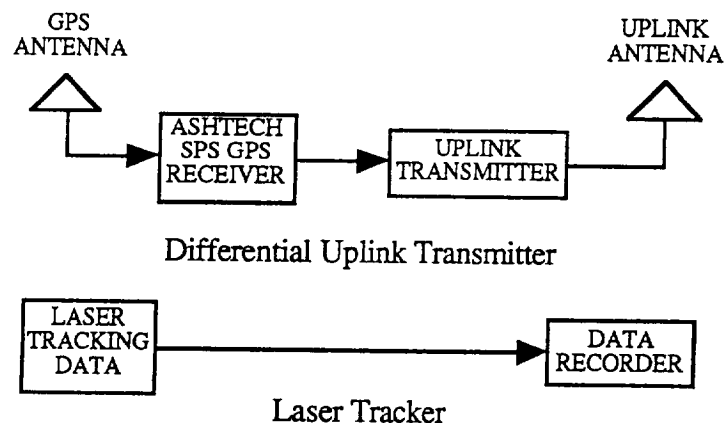 GPS
ANTENNA
UPLINK
ANTENNA
ASHTECH
SPS GPS
RECEIVER
UPLINK
TRANSMITTER
Differential Uplink Transmitter
LASER
TRACKING
DATA
DATA
RECORDER
Laser Tracker